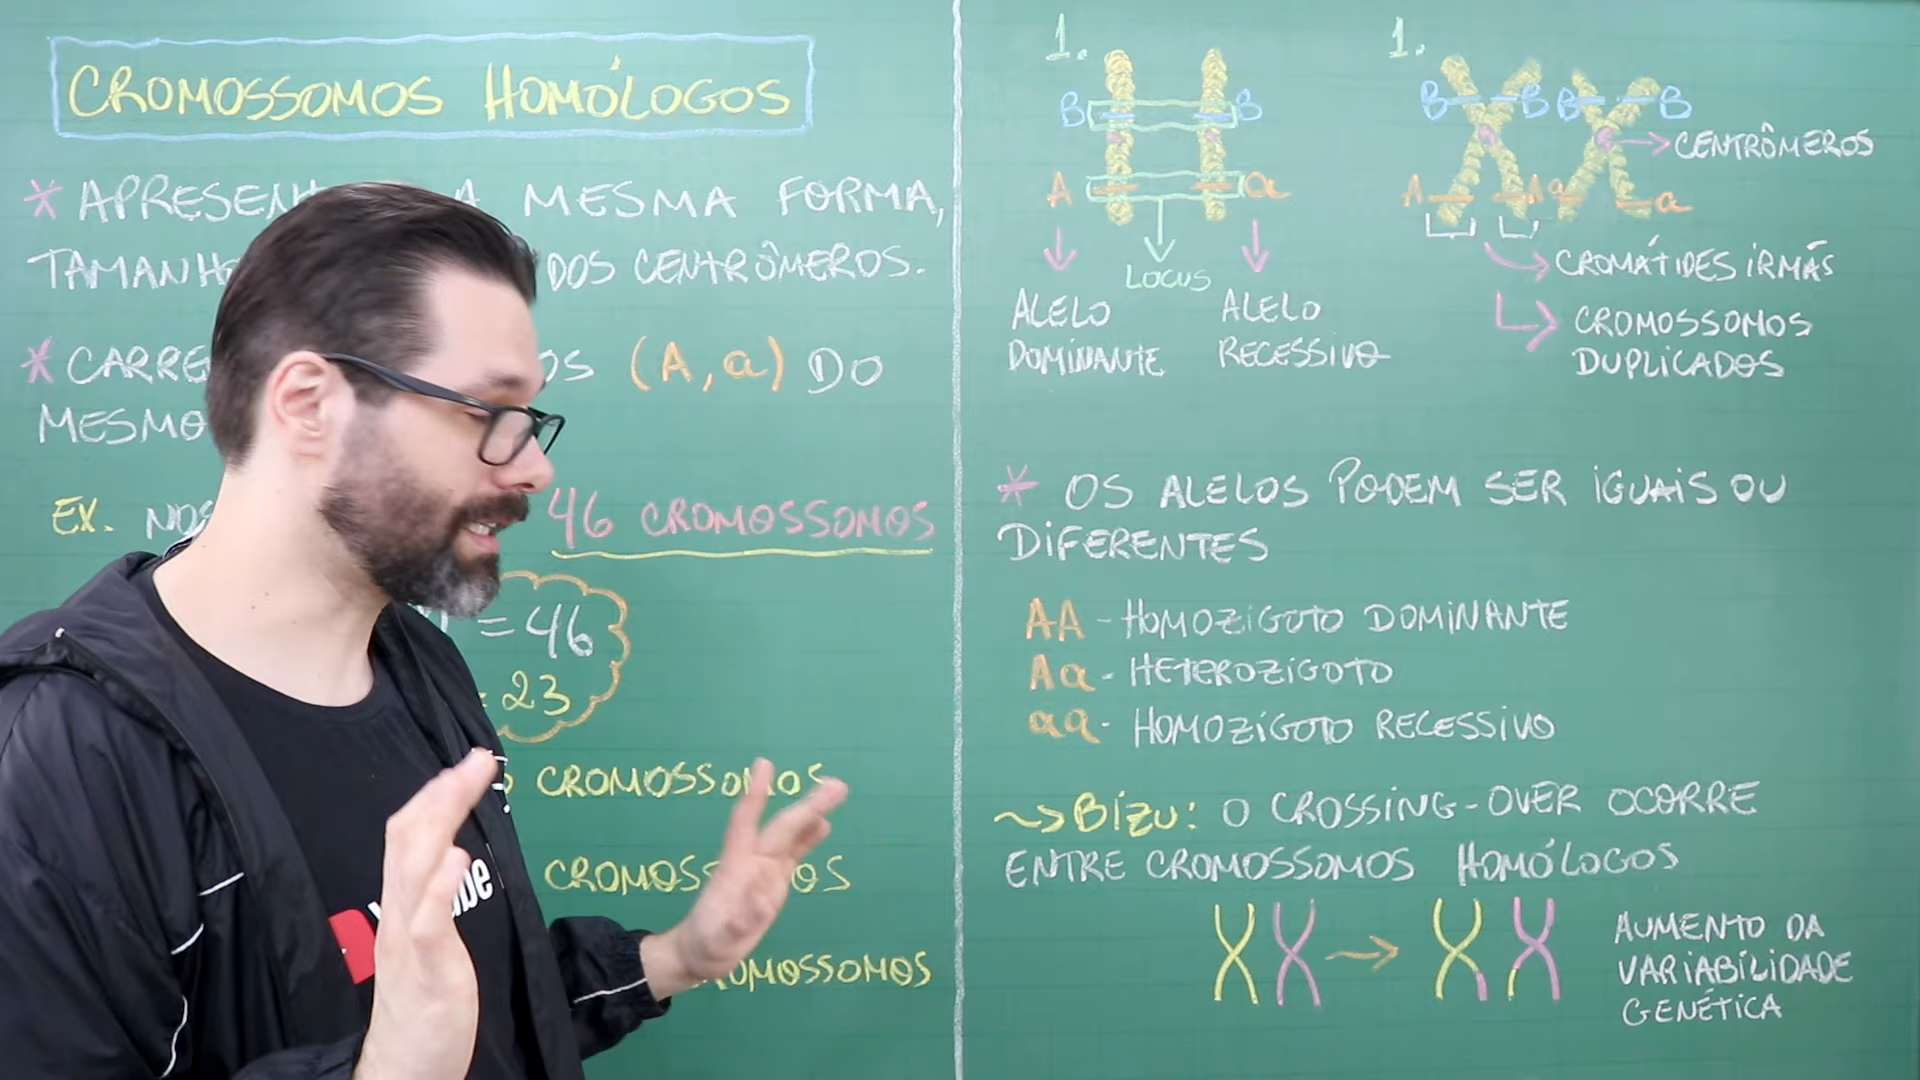 CROMOSSOMOS HOMÓLOGOS
* APRESEN A MESMA FORMA,
TAMANH DOS CENTRÔMEROS.
* CARRE OS (A, a) DO
MESMO
EX. NOS 46 CROMOSSOMOS
= 46
= 23
CROMOSSOMOS
CROMOSSOMOS
CROMOSSOMOS
1.
B B
A a
LOCUS
ALELO
DOMINANTE
ALELO
RECESSIVO
1.
B B B B
CENTRÔMEROS
A A a a
CROMÁTIDES IRMÃS
CROMOSSOMOS
DUPLICADOS
* OS ALELOS PODEM SER IGUAIS OU
DIFERENTES
AA - HOMOZIGOTO DOMINANTE
Aa - HETEROZIGOTO
aa - HOMOZIGOTO RECESSIVO
~> BIZU: O CROSSING-OVER OCORRE
ENTRE CROMOSSOMOS HOMÓLOGOS
AUMENTO DA
VARIABILIDADE
GENÉTICA